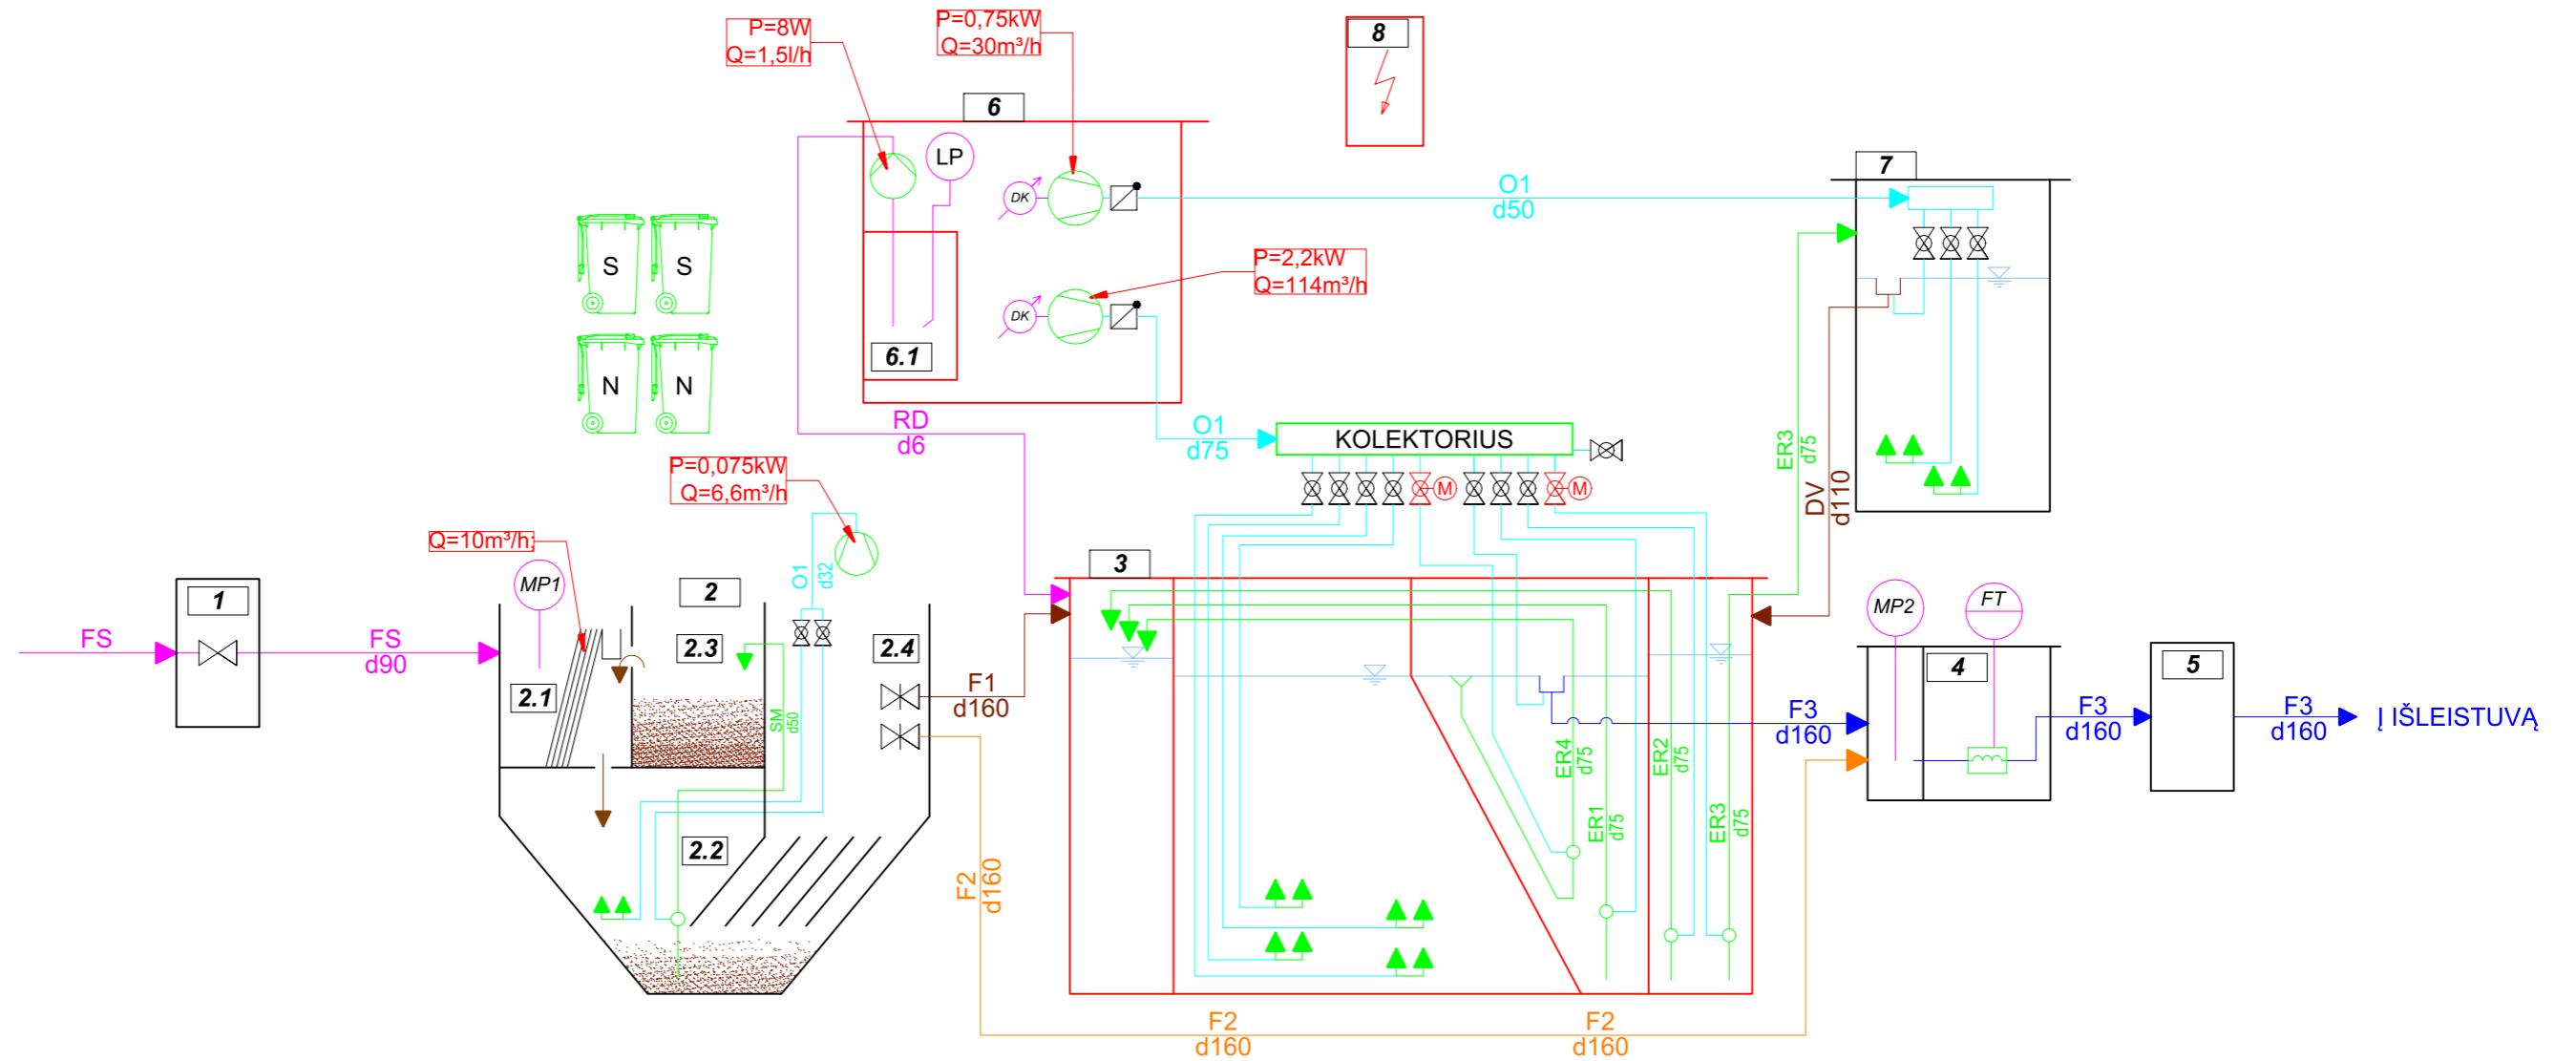 P=8W
Q=1,5l/h
P=0,75kW
Q=30m³/h
8
6
LP
DK
O1
d50
7
S
S
P=2,2kW
Q=114m³/h
DK
6.1
N
N
RD
d6
O1
d75
KOLEKTORIUS
M
M
ER3
d75
DV
d110
P=0,075kW
Q=6,6m³/h
Q=10m³/h;
MP1
O1
d32
1
2
3
MP2
FT
FS
FS
d90
2.1
2.3
2.4
SM
d50
F1
d160
4
5
F3
d160
F3
d160
F3
d160
Į IŠLEISTUVĄ
ER4
d75
ER1
d75
ER2
d75
ER3
d75
2.2
F2
d160
F2
d160
F2
d160